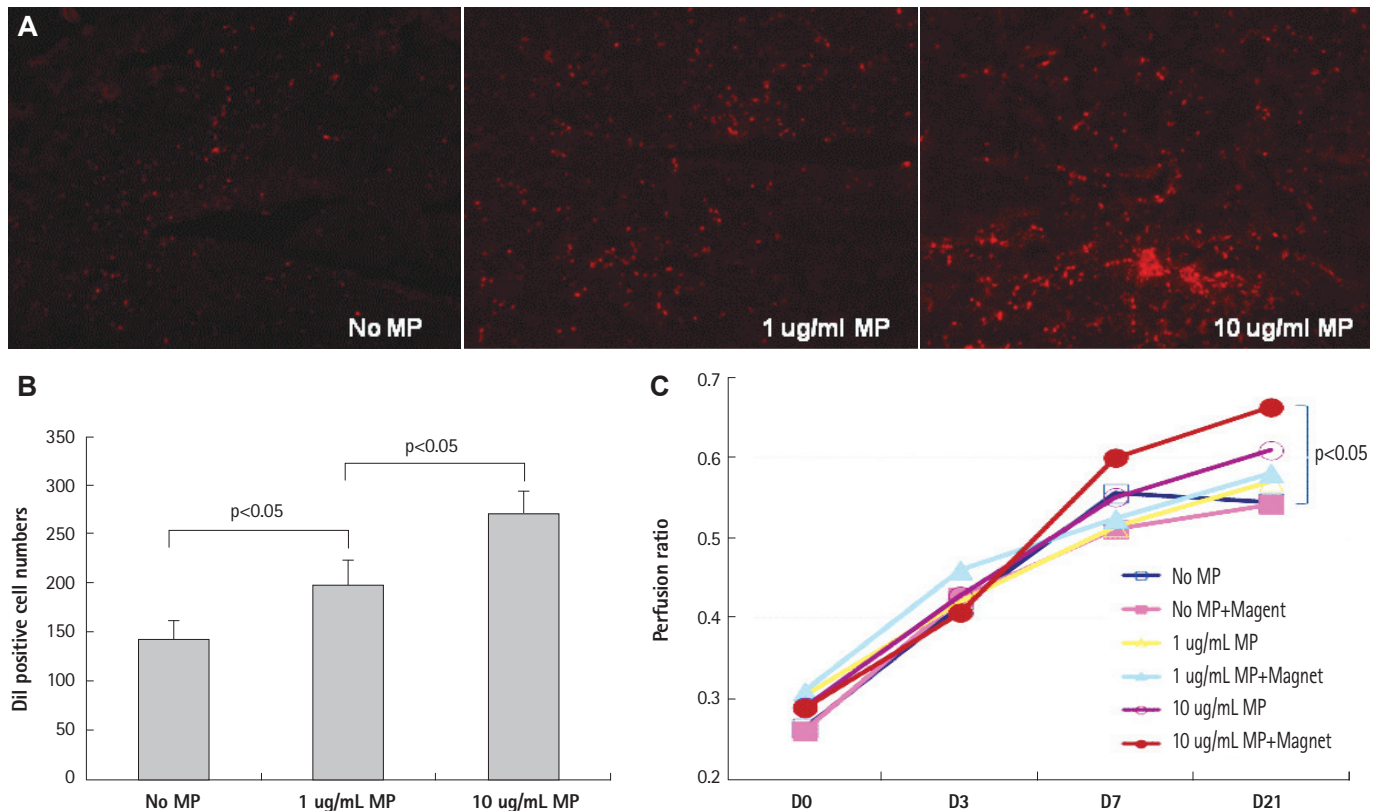 A
No MP
1 ug/ml MP
10 ug/ml MP
B
Dil positive cell numbers
350
300
250
200
150
100
50
0
p<0.05
p<0.05
No MP
1 ug/mL MP
10 ug/mL MP
C
Perfusion ratio
0.7
0.6
0.5
0.4
0.3
0.2
p<0.05
No MP
No MP+Magent
1 ug/mL MP
1 ug/mL MP+Magnet
10 ug/mL MP
10 ug/mL MP+Magnet
D0
D3
D7
D21